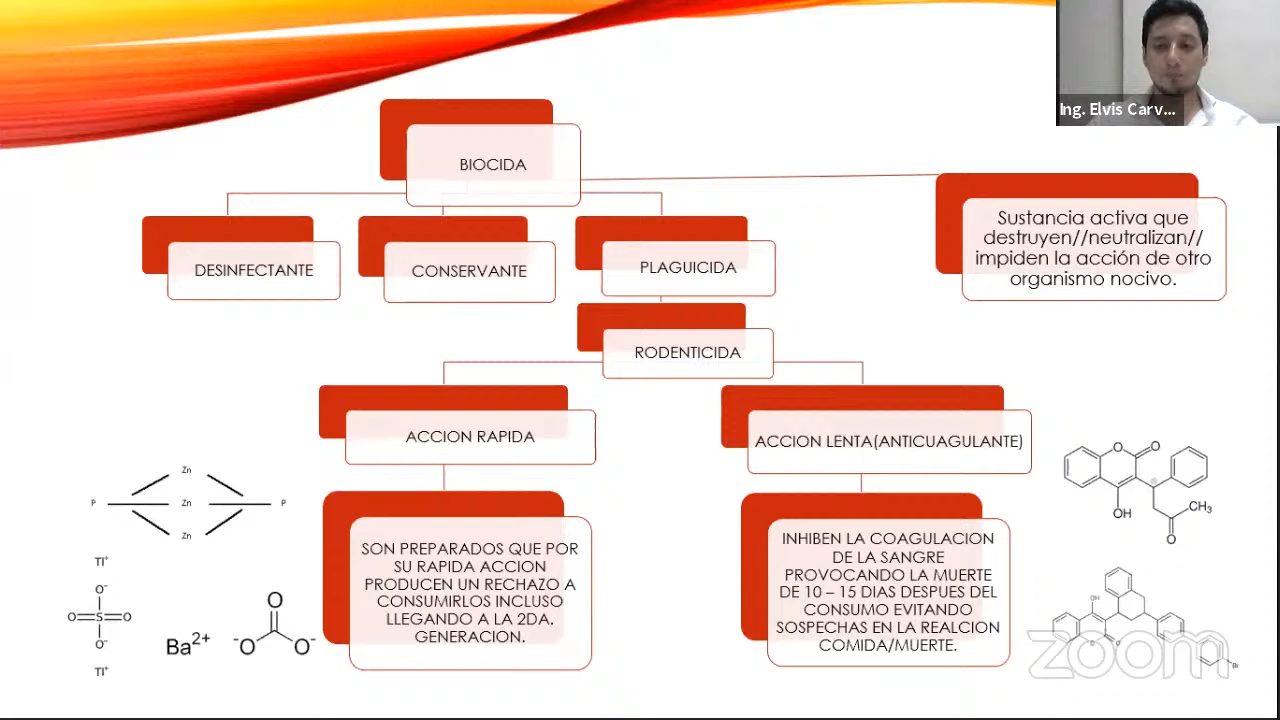 Ing. Elvis Carv...
BIOCIDA
Sustancia activa que
destruyen//neutralizan//
impiden la acción de otro
organismo nocivo.
DESINFECTANTE
CONSERVANTE
PLAGUICIDA
RODENTICIDA
ACCION RAPIDA
ACCION LENTA(ANTICUAGULANTE)
SON PREPARADOS QUE POR
SU RAPIDA ACCION
PRODUCEN UN RECHAZO A
CONSUMIRLOS INCLUSO
LLEGANDO A LA 2DA.
GENERACION.
INHIBEN LA COAGULACION
DE LA SANGRE
PROVOCANDO LA MUERTE
DE 10 – 15 DIAS DESPUES DEL
CONSUMO EVITANDO
SOSPECHAS EN LA REALCION
COMIDA/MUERTE.
Zn
P Zn P
Zn
Tl⁺
O⁻
O S O
O⁻
Tl⁺
Ba²⁺
O
⁻O O⁻
O O
OH
CH₃
O
OH
O O
Br
zoom